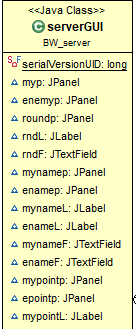 <<Java Class>>
serverGUI
BW_server
serialVersionUID: long
myp: JPanel
enemyp: JPanel
roundp: JPanel
rndL: JLabel
rndF: JTextField
mynamep: JPanel
enamep: JPanel
mynameL: JLabel
enameL: JLabel
mynameF: JTextField
enameF: JTextField
mypointp: JPanel
epointp: JPanel
mypointL: JLabel